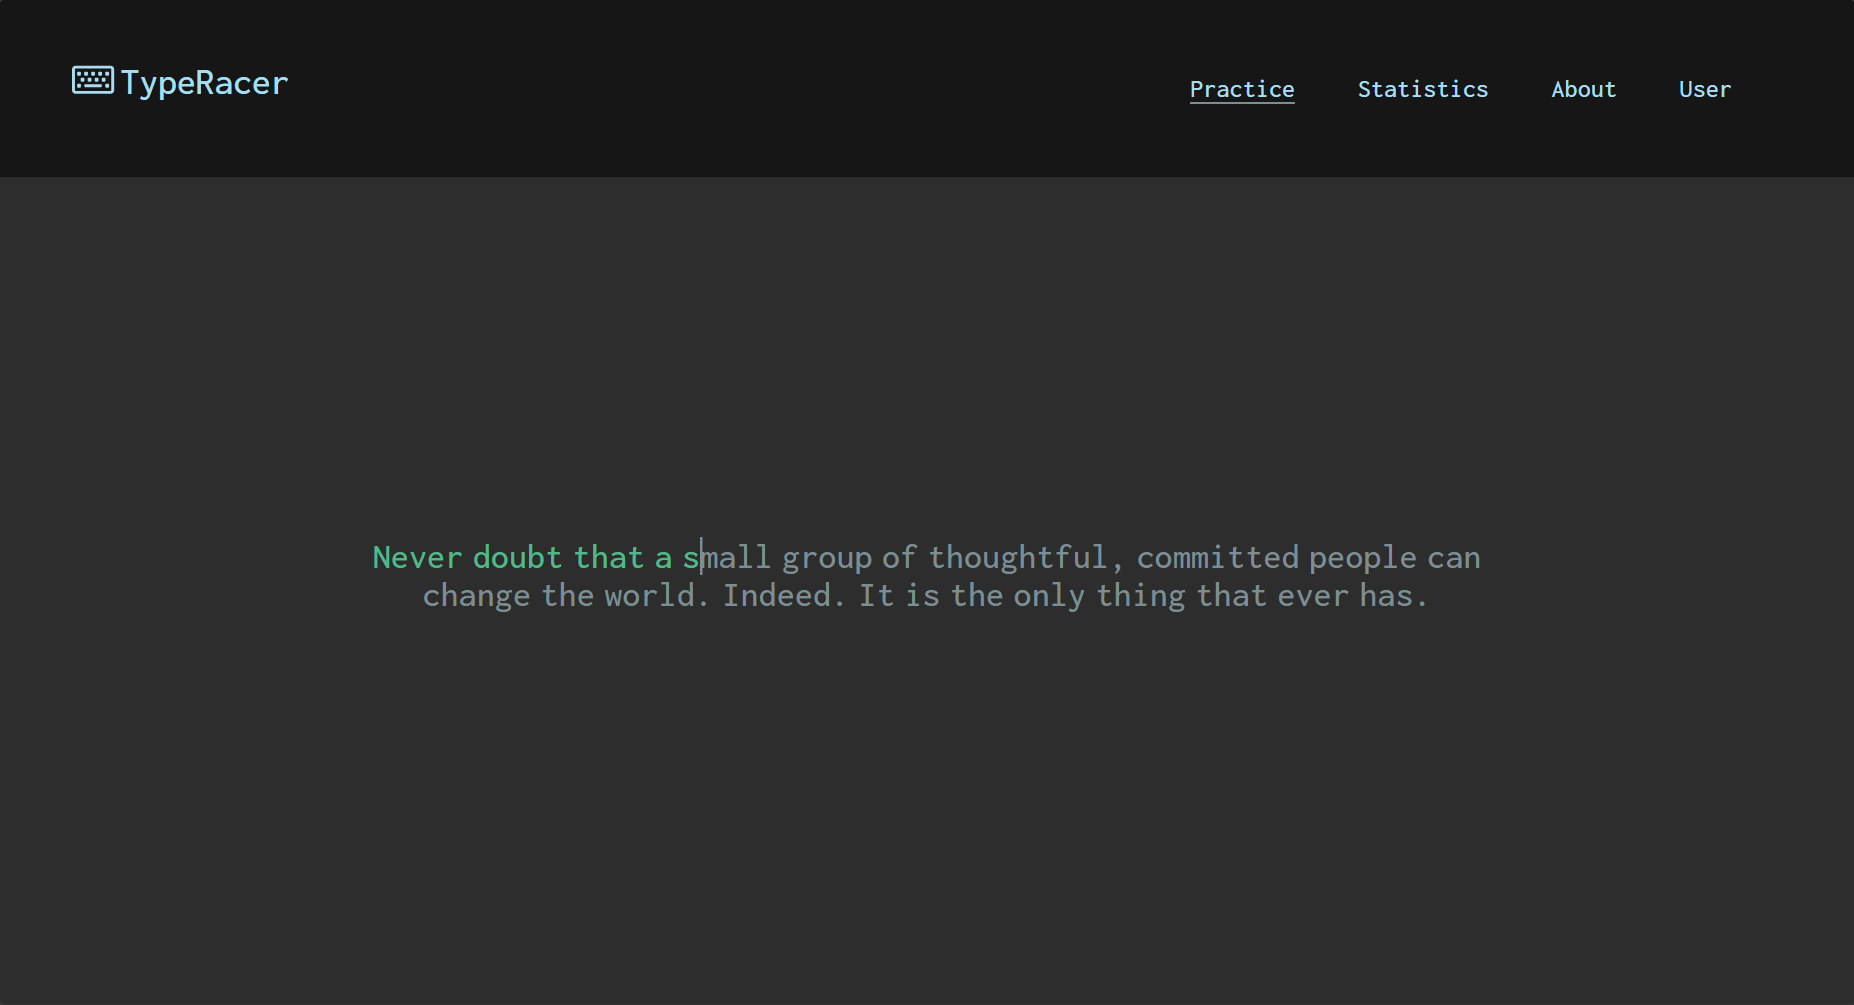 TypeRacer
Practice Statistics About User
Never doubt that a small group of thoughtful, committed people can
change the world. Indeed. It is the only thing that ever has.